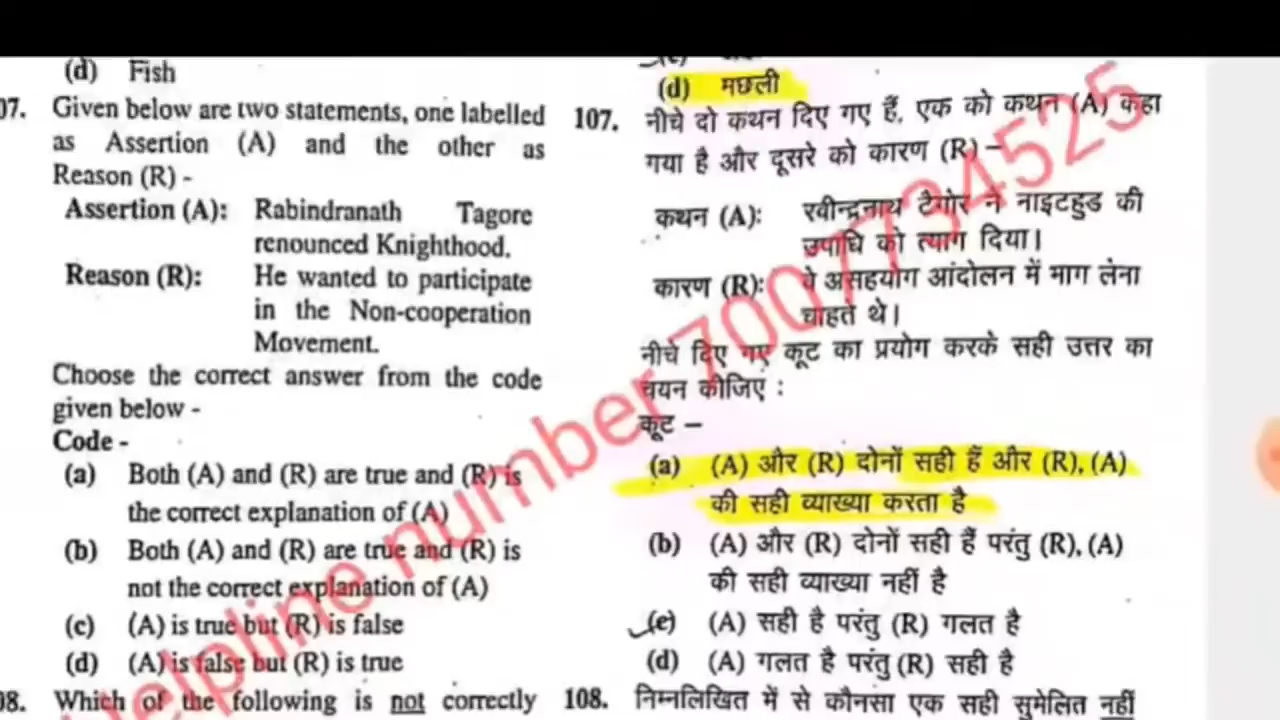 (d) Fish
07. Given below are two statements, one labelled
as Assertion (A) and the other as
Reason (R) -
Assertion (A): Rabindranath Tagore
renounced Knighthood.
Reason (R): He wanted to participate
in the Non-cooperation
Movement.
Choose the correct answer from the code
given below -
Code -
(a) Both (A) and (R) are true and (R) is
the correct explanation of (A)
(b) Both (A) and (R) are true and (R) is
not the correct explanation of (A)
(c) (A) is true but (R) is false
(d) (A) is false but (R) is true
08. Which of the following is not correctly
(d) मछली
107. नीचे दो कथन दिए गए हैं, एक को कथन (A) कहा
गया है और दूसरे को कारण (R) –
कथन (A): रवीन्द्रनाथ टैगोर ने नाइटहुड की
उपाधि को त्याग दिया।
कारण (R): वे असहयोग आंदोलन में भाग लेना
चाहते थे।
नीचे दिए गए कूट का प्रयोग करके सही उत्तर का
चयन कीजिए :
कूट –
(a) (A) और (R) दोनों सही हैं और (R), (A)
की सही व्याख्या करता है
(b) (A) और (R) दोनों सही हैं परंतु (R), (A)
की सही व्याख्या नहीं है
(c) (A) सही है परंतु (R) गलत है
(d) (A) गलत है परंतु (R) सही है
108. निम्नलिखित में से कौनसा एक सही सुमेलित नहीं
Helpline number 7007734525